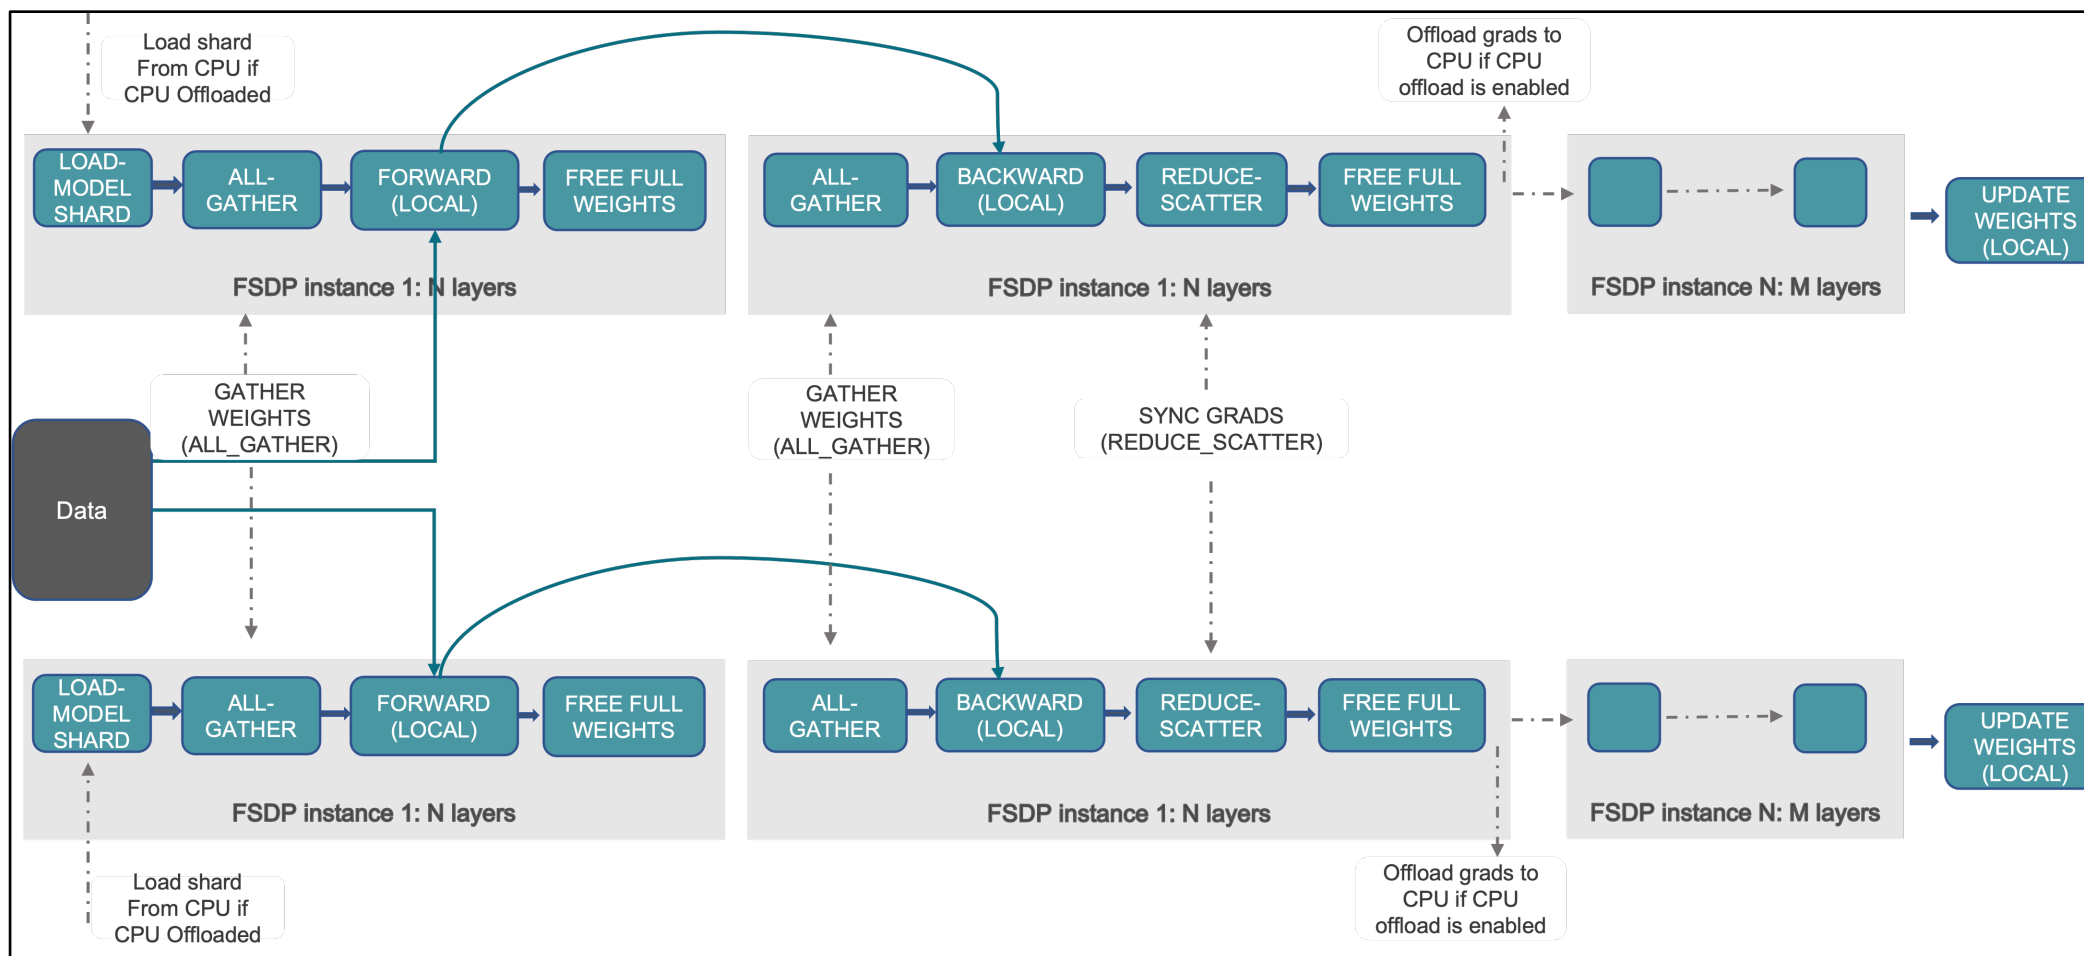 Load shard
From CPU if
CPU Offloaded
Offload grads to
CPU if CPU
offload is enabled
LOAD-
MODEL
SHARD
ALL-
GATHER
FORWARD
(LOCAL)
FREE FULL
WEIGHTS
FSDP instance 1: N layers
ALL-
GATHER
BACKWARD
(LOCAL)
REDUCE-
SCATTER
FREE FULL
WEIGHTS
FSDP instance 1: N layers
FSDP instance N: M layers
UPDATE
WEIGHTS
(LOCAL)
GATHER
WEIGHTS
(ALL_GATHER)
GATHER
WEIGHTS
(ALL_GATHER)
SYNC GRADS
(REDUCE_SCATTER)
Data
LOAD-
MODEL
SHARD
ALL-
GATHER
FORWARD
(LOCAL)
FREE FULL
WEIGHTS
FSDP instance 1: N layers
ALL-
GATHER
BACKWARD
(LOCAL)
REDUCE-
SCATTER
FREE FULL
WEIGHTS
FSDP instance 1: N layers
FSDP instance N: M layers
UPDATE
WEIGHTS
(LOCAL)
Load shard
From CPU if
CPU Offloaded
Offload grads to
CPU if CPU
offload is enabled